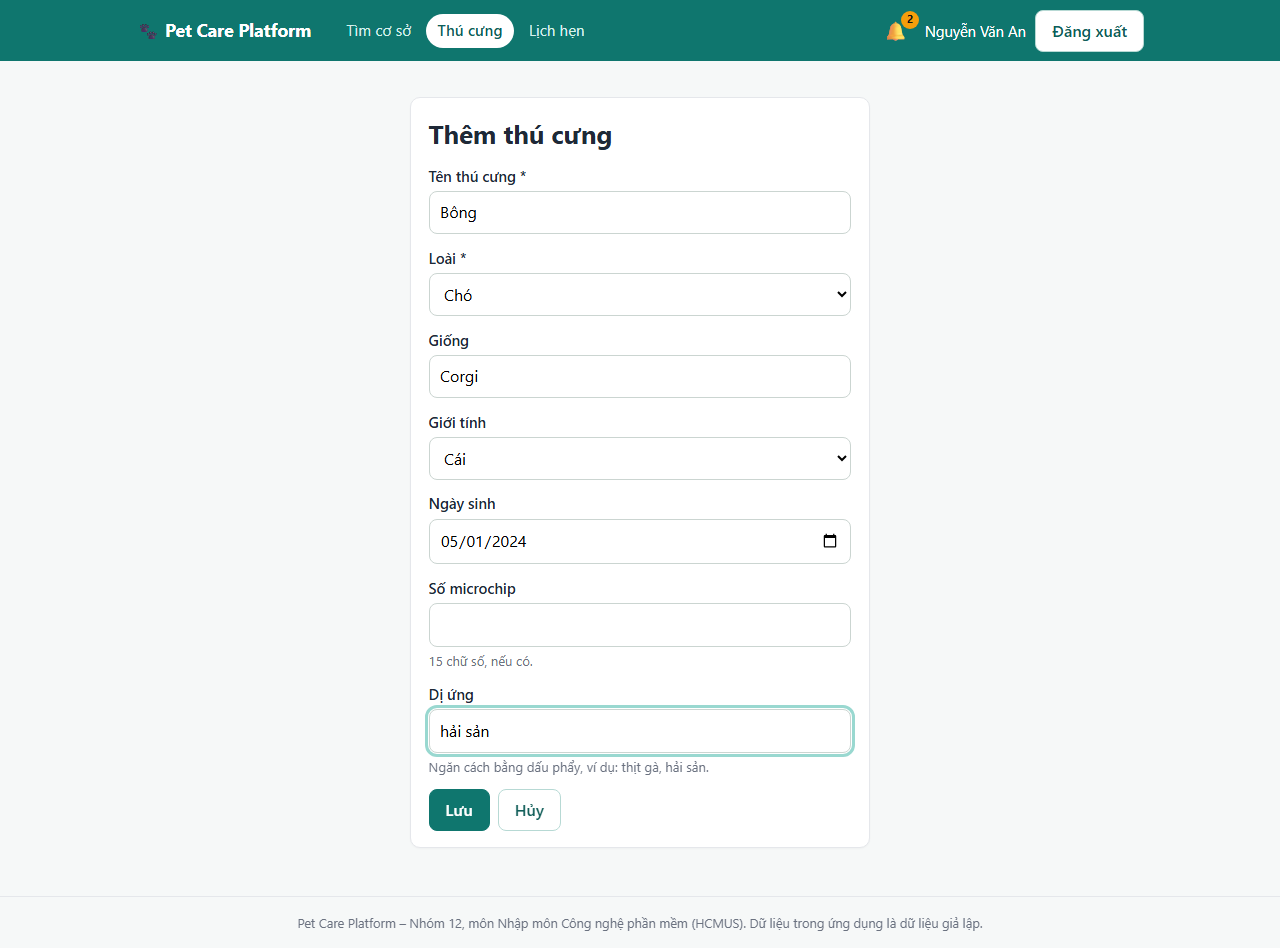 Pet Care Platform
Tìm cơ sở
Thú cưng
Lịch hẹn
2
Nguyễn Văn An
Đăng xuất
Thêm thú cưng
Tên thú cưng *
Bông
Loài *
Chó
Giống
Corgi
Giới tính
Cái
Ngày sinh
05/01/2024
Số microchip
15 chữ số, nếu có.
Dị ứng
hải sản
Ngăn cách bằng dấu phẩy, ví dụ: thịt gà, hải sản.
Lưu
Hủy
Pet Care Platform – Nhóm 12, môn Nhập môn Công nghệ phần mềm (HCMUS). Dữ liệu trong ứng dụng là dữ liệu giả lập.